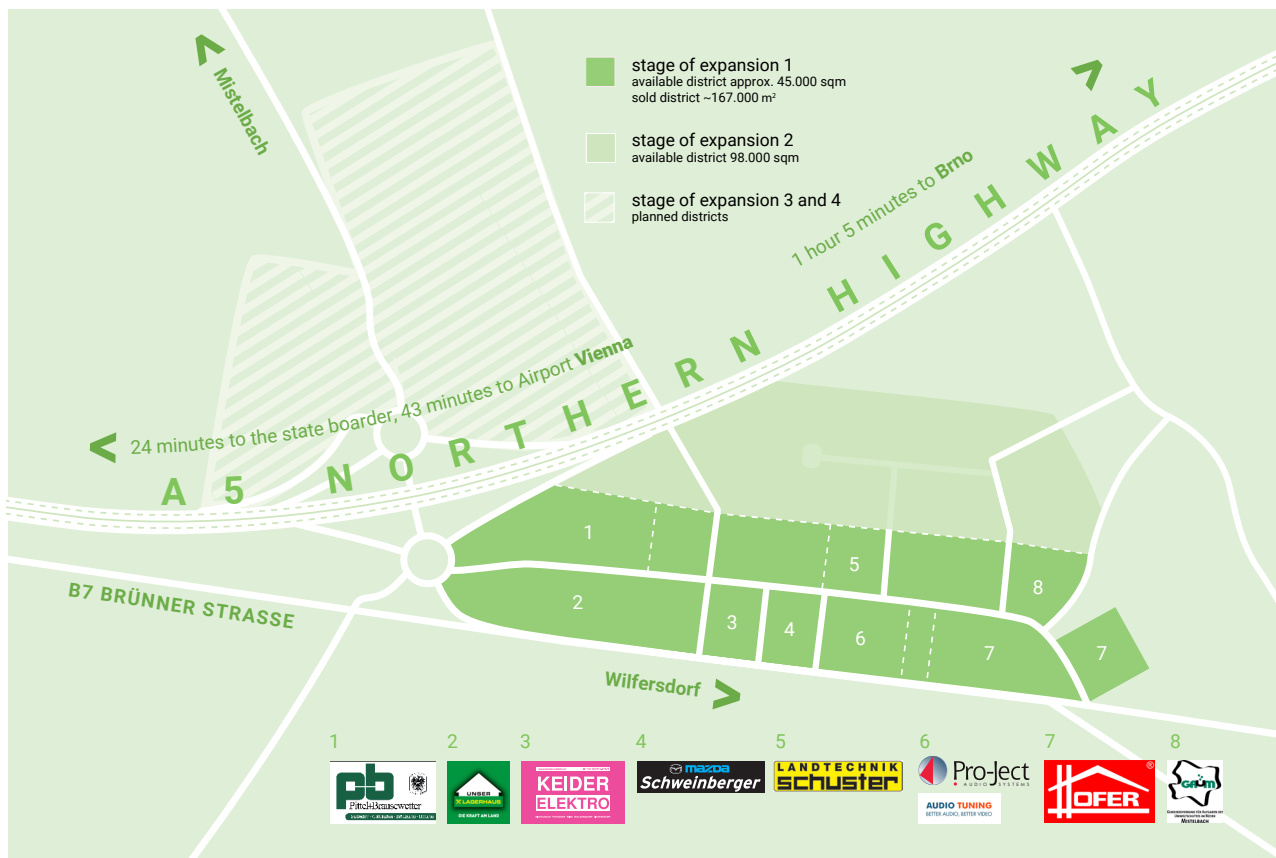 stage of expansion 1
available district approx. 45.000 sqm
sold district ~167.000 m²
stage of expansion 2
available district 98.000 sqm
stage of expansion 3 and 4
planned districts
Mistelbach
1 hour 5 minutes to Brno
24 minutes to the state boarder, 43 minutes to Airport Vienna
A5 NORTHERN HIGHWAY
B7 BRÜNNER STRASSE
Wilfersdorf
1
5
8
2
3
4
6
7
7
1
2
3
4
5
6
7
8
pb
Pittel+Brausewetter
UNSER
X LAGERHAUS
DIE KRAFT AM LAND
KEIDER
ELEKTRO
mazda
Schweinberger
LANDTECHNIK
schuster
Pro-Ject
AUDIO SYSTEMS
AUDIO TUNING
BETTER AUDIO, BETTER VIDEO
HOFER
®
GAUM
MISTELBACH